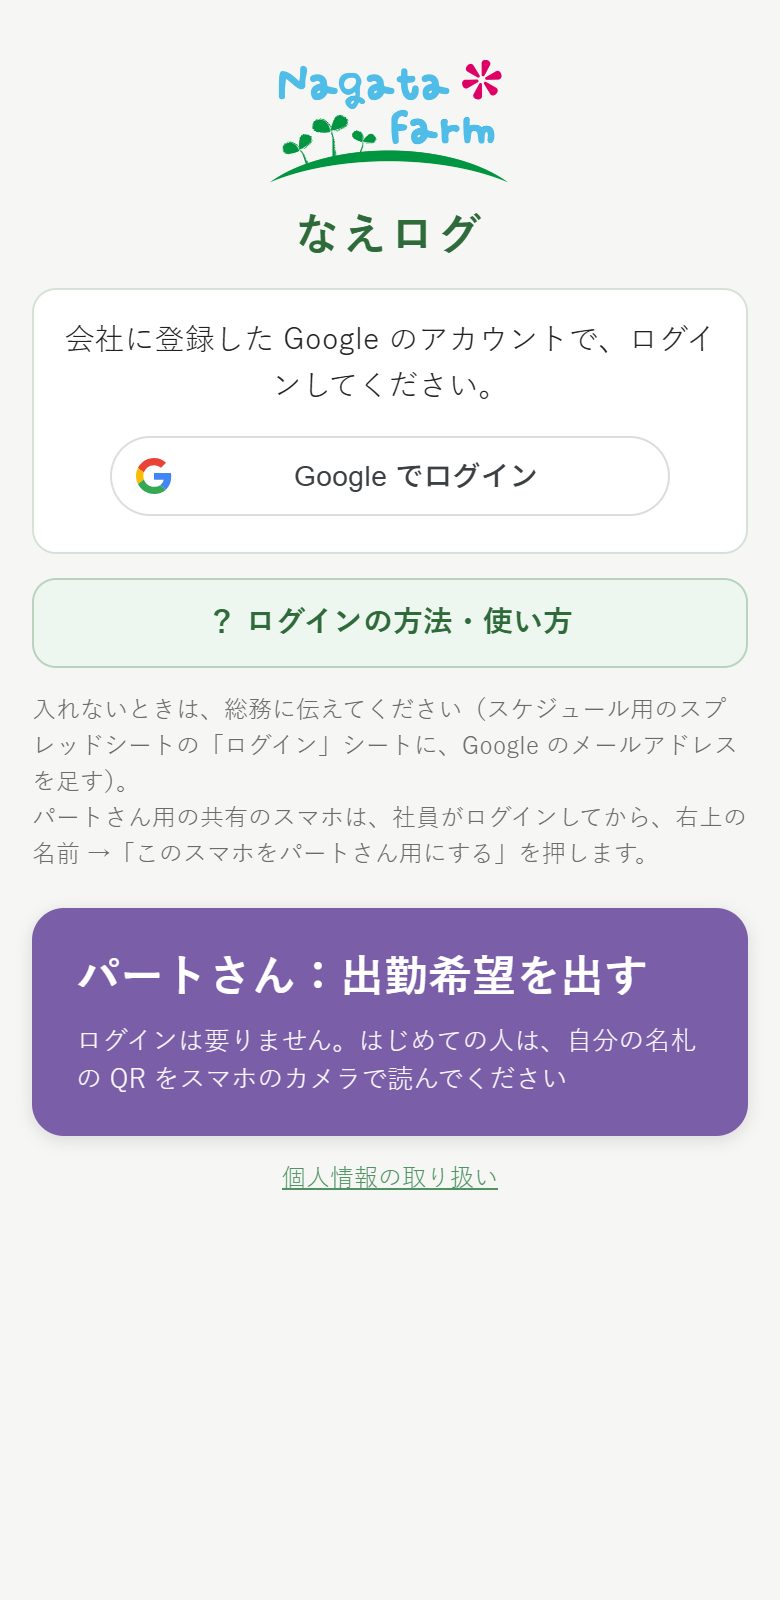 Nagata
Farm
なえログ
会社に登録した Google のアカウントで、ログイ
ンしてください。
Google でログイン
? ログインの方法・使い方
入れないときは、総務に伝えてください（スケジュール用のスプ
レッドシートの「ログイン」シートに、Google のメールアドレス
を足す）。
パートさん用の共有のスマホは、社員がログインしてから、右上の
名前 →「このスマホをパートさん用にする」を押します。
パートさん：出勤希望を出す
ログインは要りません。はじめての人は、自分の名札
の QR をスマホのカメラで読んでください
個人情報の取り扱い